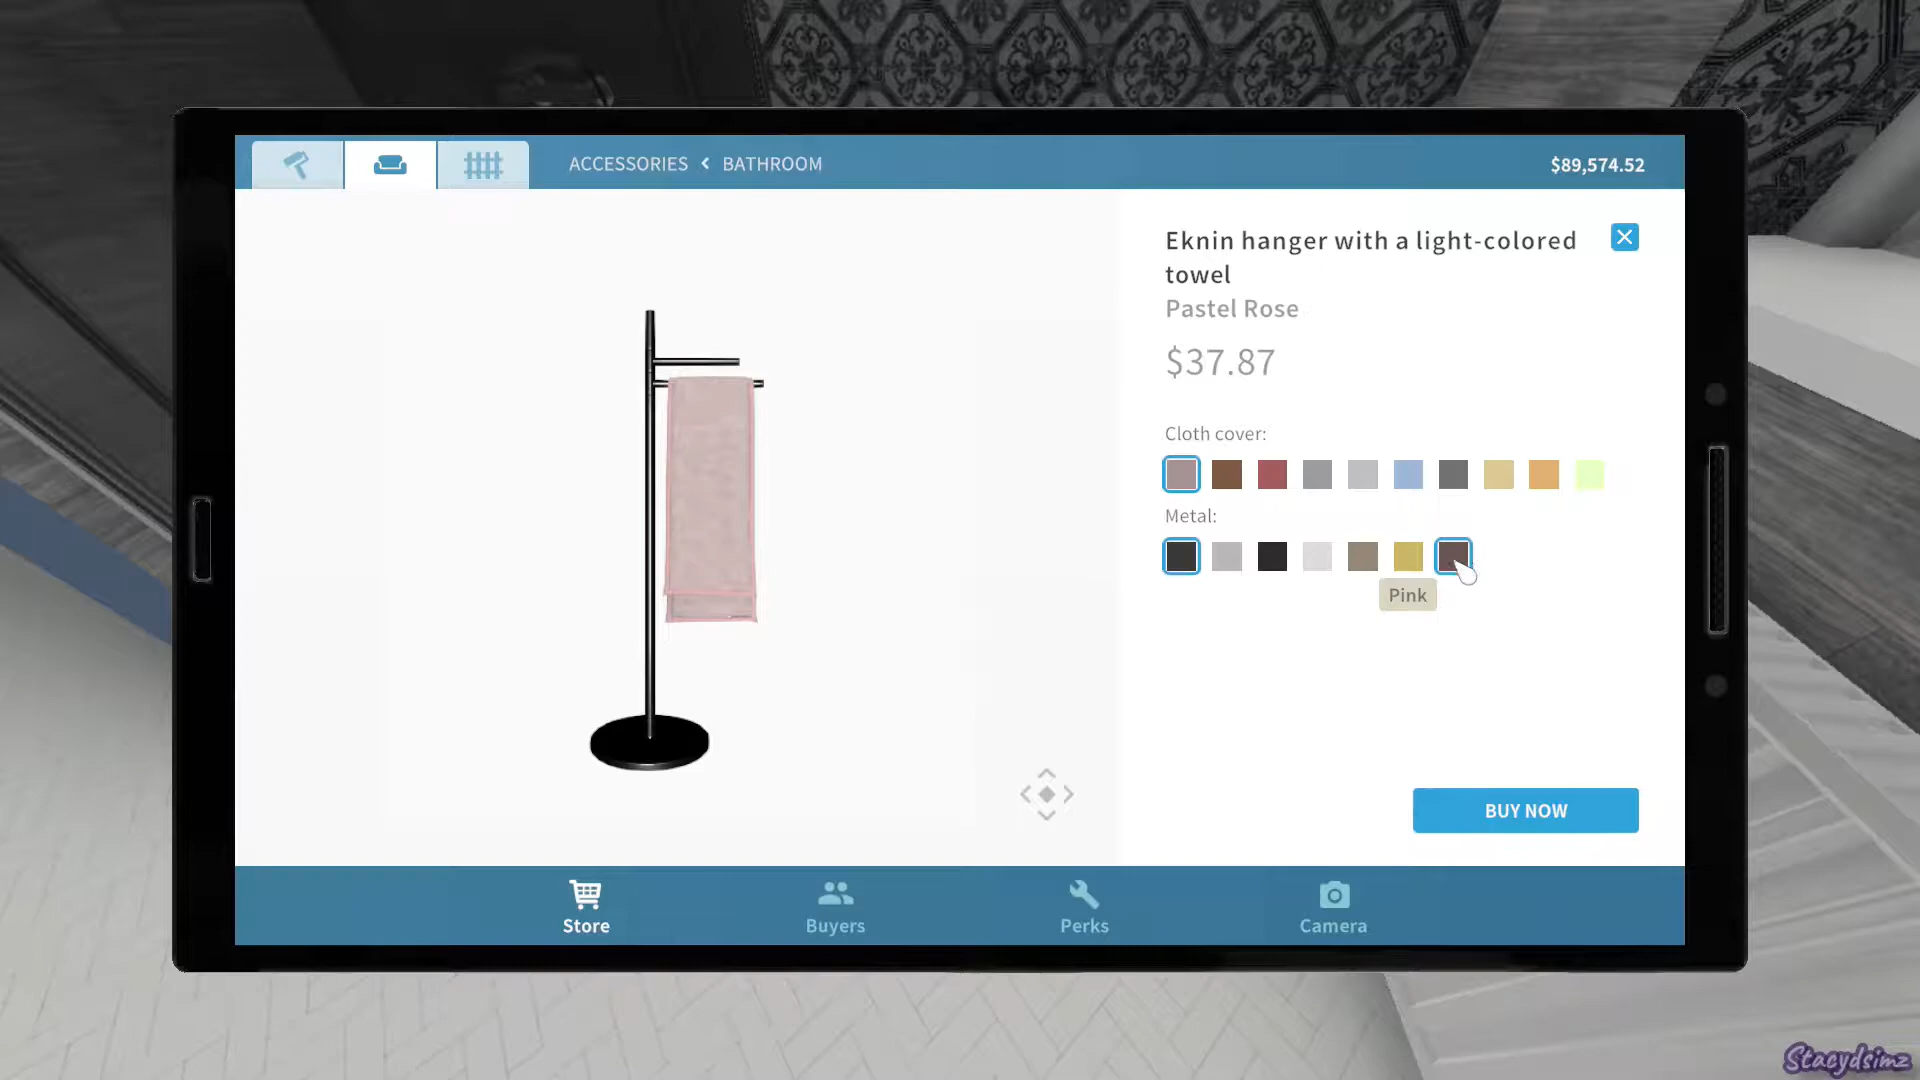 ACCESSORIES < BATHROOM
$89,574.52
Eknin hanger with a light-colored
towel
Pastel Rose
$37.87
Cloth cover:
Metal:
Pink
BUY NOW
Store
Buyers
Perks
Camera
Stacydsimz